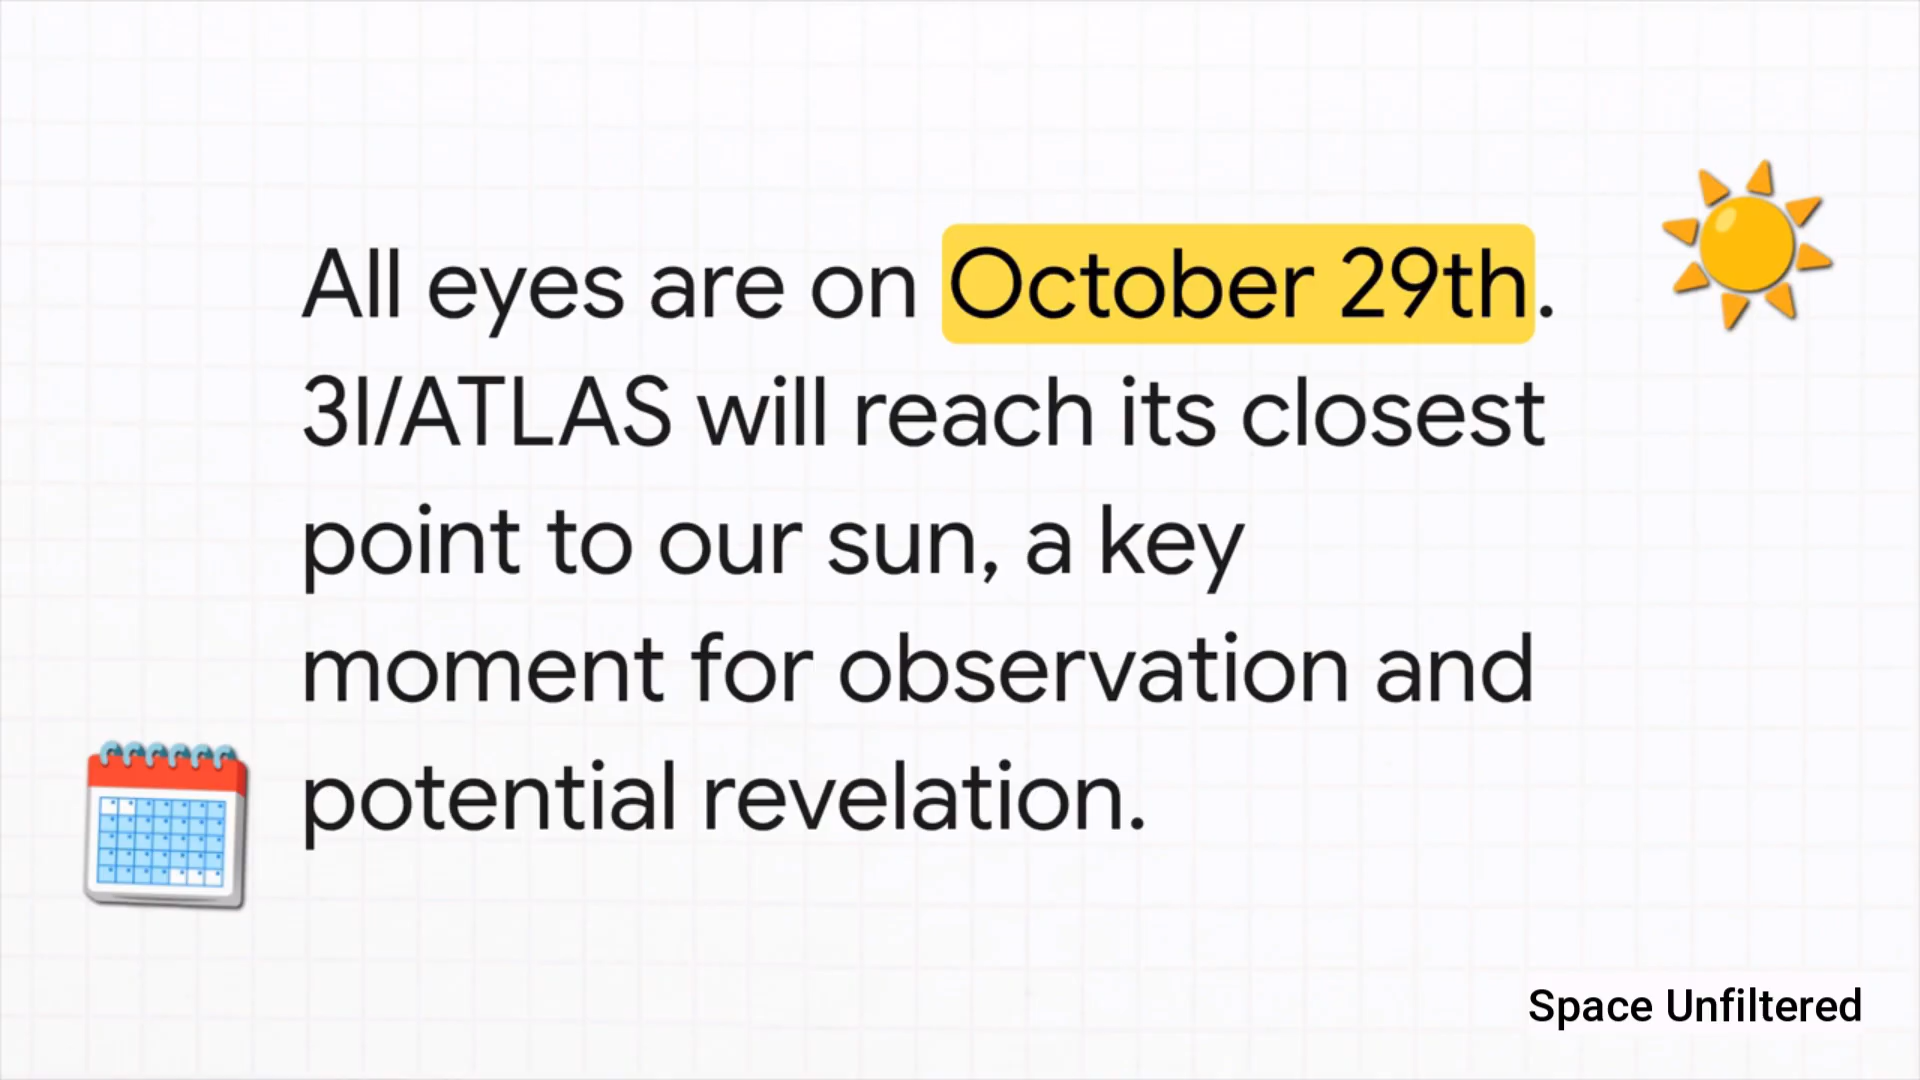 All eyes are on October 29th.
3I/ATLAS will reach its closest
point to our sun, a key
moment for observation and
potential revelation.
Space Unfiltered